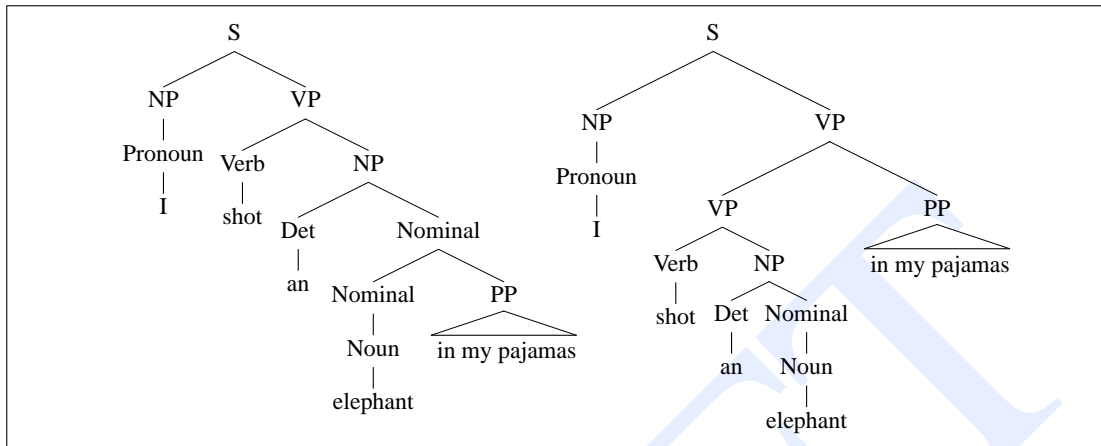 S S
NP VP NP VP
Pronoun Verb NP Pronoun VP PP
I shot Det Nominal I Verb NP in my pajamas
an Nominal PP shot Det Nominal
Noun in my pajamas an Noun
elephant elephant